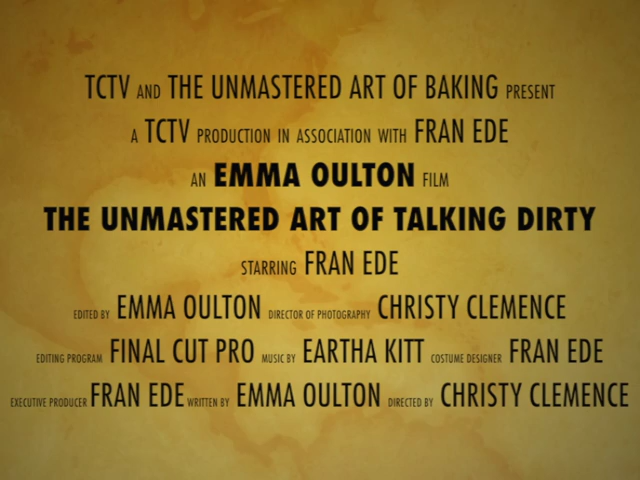 TCTV AND THE UNMASTERED ART OF BAKING PRESENT
A TCTV PRODUCTION IN ASSOCIATION WITH FRAN EDE
AN EMMA OULTON FILM
THE UNMASTERED ART OF TALKING DIRTY
STARRING FRAN EDE
EDITED BY EMMA OULTON DIRECTOR OF PHOTOGRAPHY CHRISTY CLEMENCE
EDITING PROGRAM FINAL CUT PRO MUSIC BY EARTHA KITT COSTUME DESIGNER FRAN EDE
EXECUTIVE PRODUCER FRAN EDE WRITTEN BY EMMA OULTON DIRECTED BY CHRISTY CLEMENCE